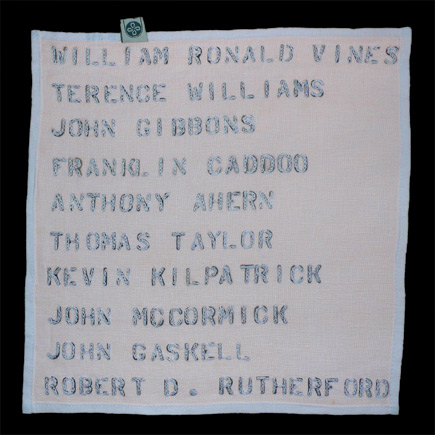 WILLIAM RONALD VINES
TERENCE WILLIAMS
JOHN GIBBONS
FRANKLIN CADDOO
ANTHONY AHERN
THOMAS TAYLOR
KEVIN KILPATRICK
JOHN MCCORMICK
JOHN GASKELL
ROBERT D. RUTHERFORD